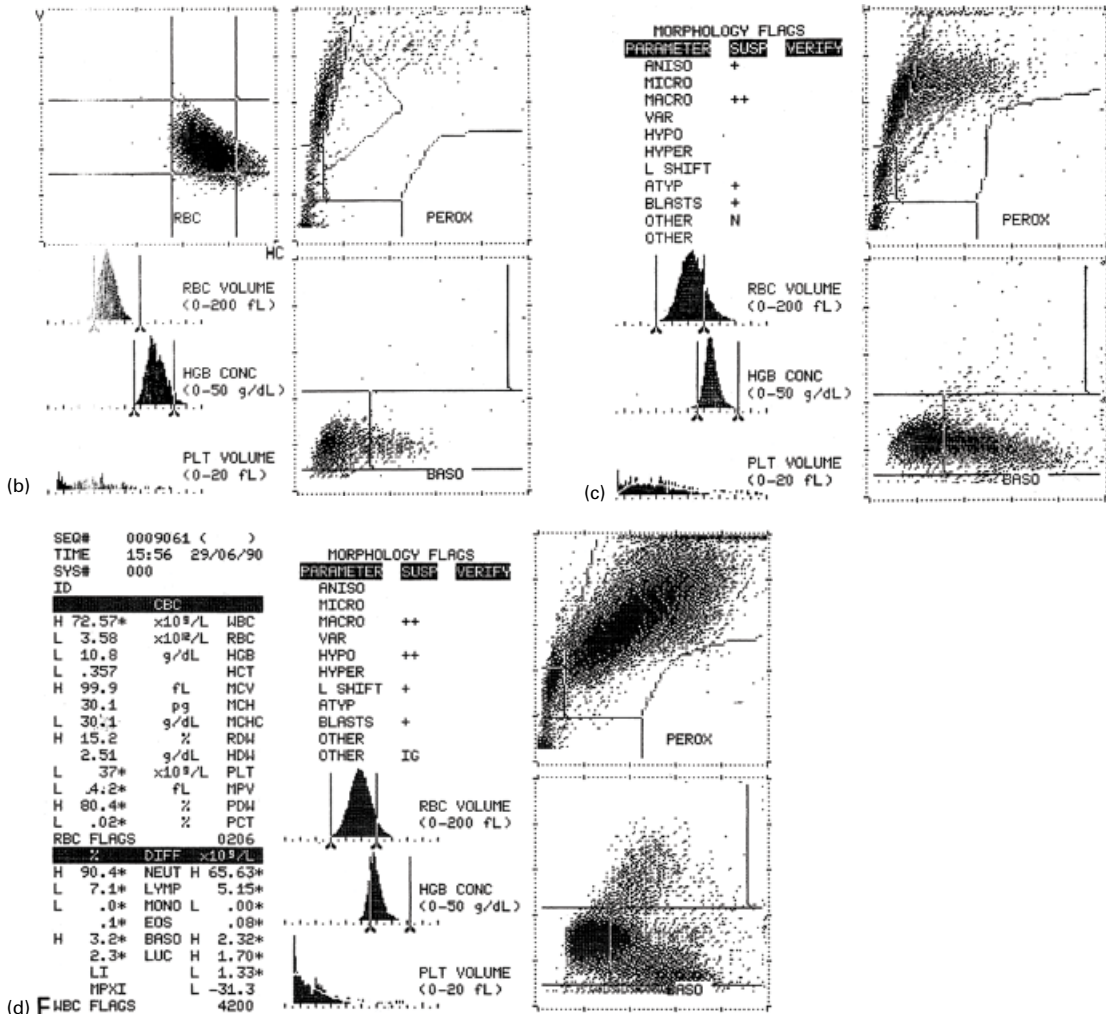 V
RBC
HC
PEROX
RBC VOLUME
(0-200 fL)
HGB CONC
(0-50 g/dL)
PLT VOLUME
(0-20 fL)
BASO
(b)
MORPHOLOGY FLAGS
PARAMETER SUSP VERIFY
ANISO +
MICRO
MACRO ++
VAR
HYPO
HYPER
L SHIFT
ATYP +
BLASTS +
OTHER N
OTHER
RBC VOLUME
(0-200 fL)
HGB CONC
(0-50 g/dL)
PLT VOLUME
(0-20 fL)
PEROX
BASO
(c)
SEQ# 0009061 ( )
TIME 15:56 29/06/90
SYS# 000
ID
CBC
H 72.57* x10⁹/L WBC
L 3.58 x10¹²/L RBC
L 10.8 g/dL HGB
L .357 HCT
H 99.9 fL MCV
30.1 pg MCH
L 30.1 g/dL MCHC
H 15.2 % RDW
2.51 g/dL HDW
L 37* x10⁹/L PLT
L 4.2* fL MPV
H 80.4* % PDW
L .02* % PCT
RBC FLAGS 0206
% DIFF x10⁹/L
H 90.4* NEUT H 65.63*
L 7.1* LYMP 5.15*
L .0* MONO L .00*
.1* EOS .08*
H 3.2* BASO H 2.32*
2.3* LUC H 1.70*
LI L 1.33*
MPXI L -31.3
WBC FLAGS 4200
(d) F
MORPHOLOGY FLAGS
PARAMETER SUSP VERIFY
ANISO
MICRO
MACRO ++
VAR
HYPO ++
HYPER
L SHIFT +
ATYP
BLASTS +
OTHER
OTHER IG
RBC VOLUME
(0-200 fL)
HGB CONC
(0-50 g/dL)
PLT VOLUME
(0-20 fL)
PEROX
BASO